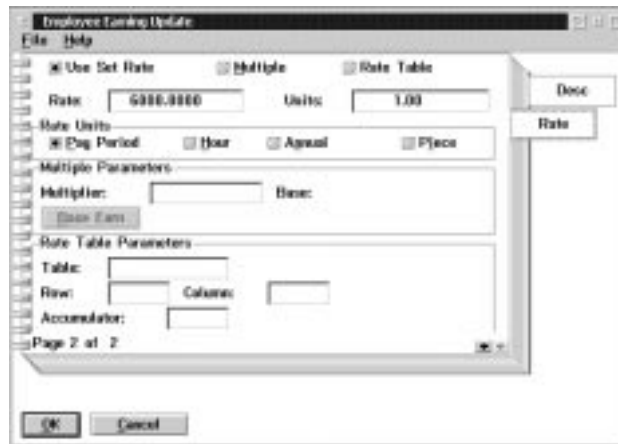 Employee Earning Update
File Help
Use Set Rate Multiple Rate Table
Rate: 6000.0000 Units: 1.00
Desc
Rate
Rate Units
Pay Period Hour Annual Piece
Multiple Parameters
Multiplier: Base:
Base Earn
Rate Table Parameters
Table:
Row: Column:
Accumulator:
Page 2 of 2
OK Cancel